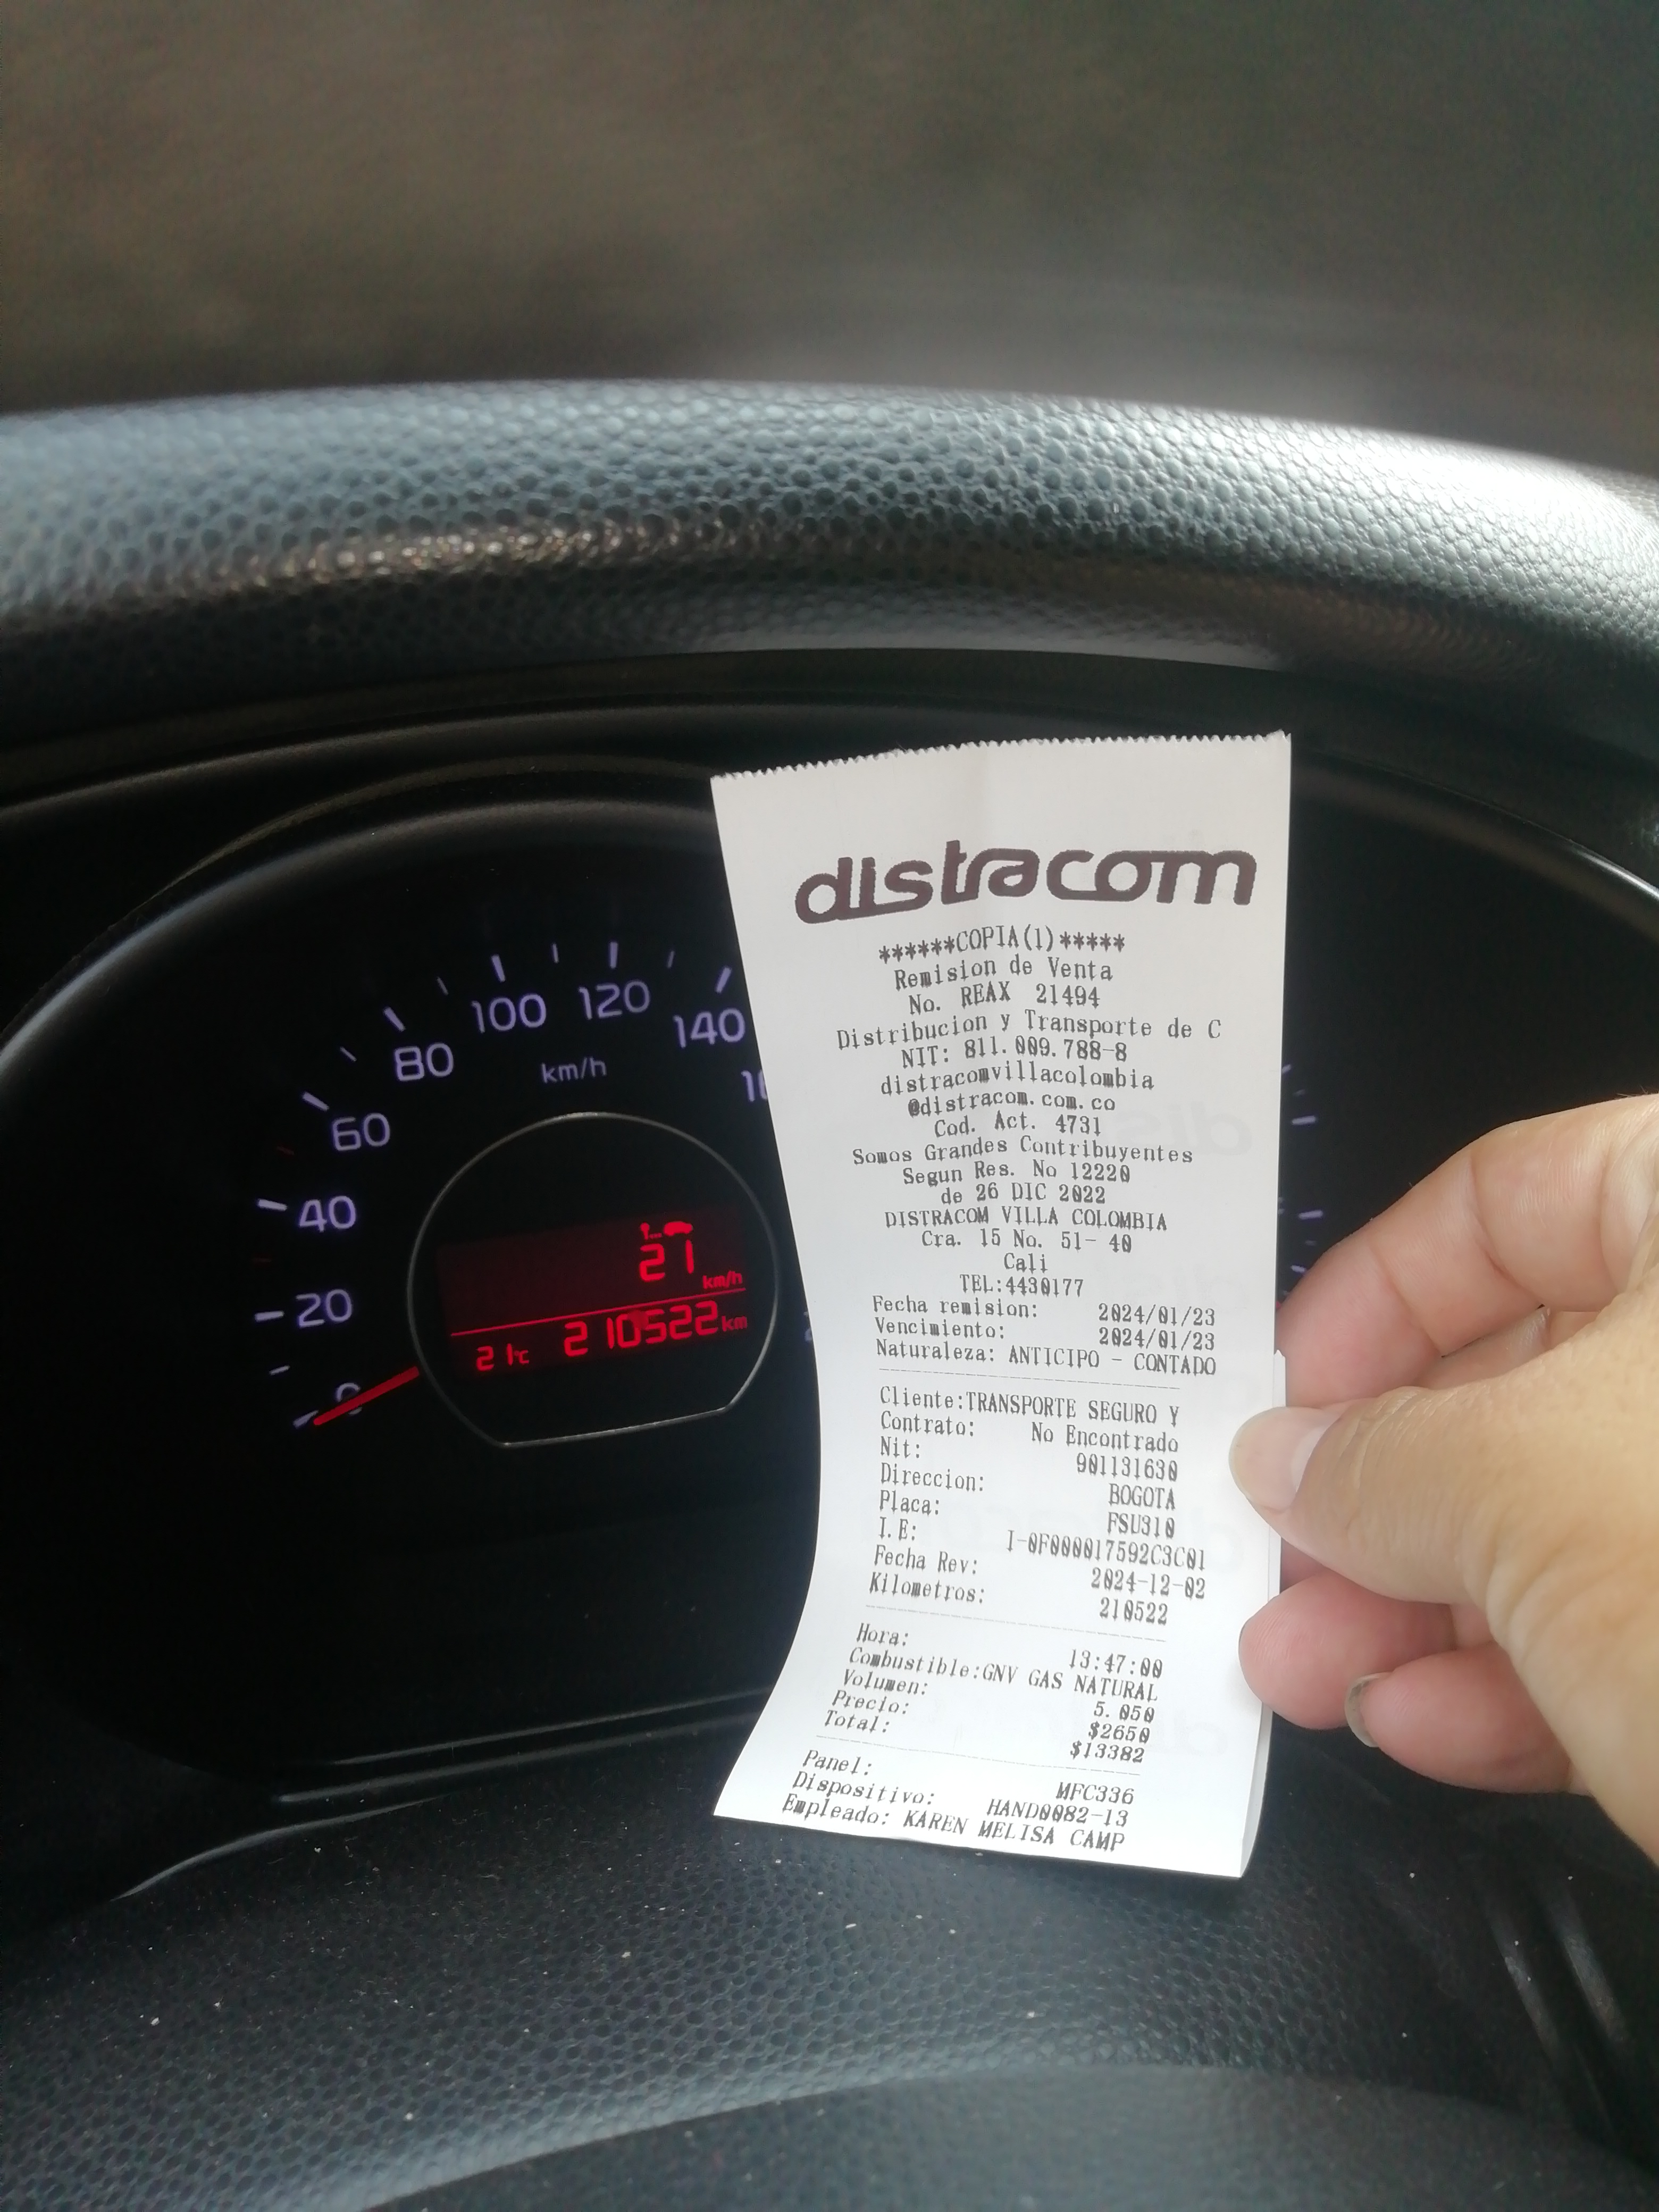 100
120
140
80
km/h
60
40
27
km/h
20
21°C 210522 km
0
distracom
******COPIA(1)*****
Remision de Venta
No. REAX 21494
Distribucion y Transporte de C
NIT: 811.009.788-8
distracomvillacolombia
@distracom.com.co
Cod. Act. 4731
Somos Grandes Contribuyentes
Segun Res. No 12220
de 26 DIC 2022
DISTRACOM VILLA COLOMBIA
Cra. 15 No. 51- 40
Cali
TEL:4430177
Fecha remision: 2024/01/23
Vencimiento: 2024/01/23
Naturaleza: ANTICIPO - CONTADO
Cliente:TRANSPORTE SEGURO Y
Contrato: No Encontrado
Nit: 901131630
Direccion: BOGOTA
Placa: FSU310
I.E: I-0F000017592C3C01
Fecha Rev: 2024-12-02
Kilometros: 210522
Hora: 13:47:00
Combustible:GNV GAS NATURAL
Volumen: 5.050
Precio: $2650
Total: $13382
Panel: MFC336
Dispositivo: HAND0082-13
Empleado: KAREN MELISA CAMP